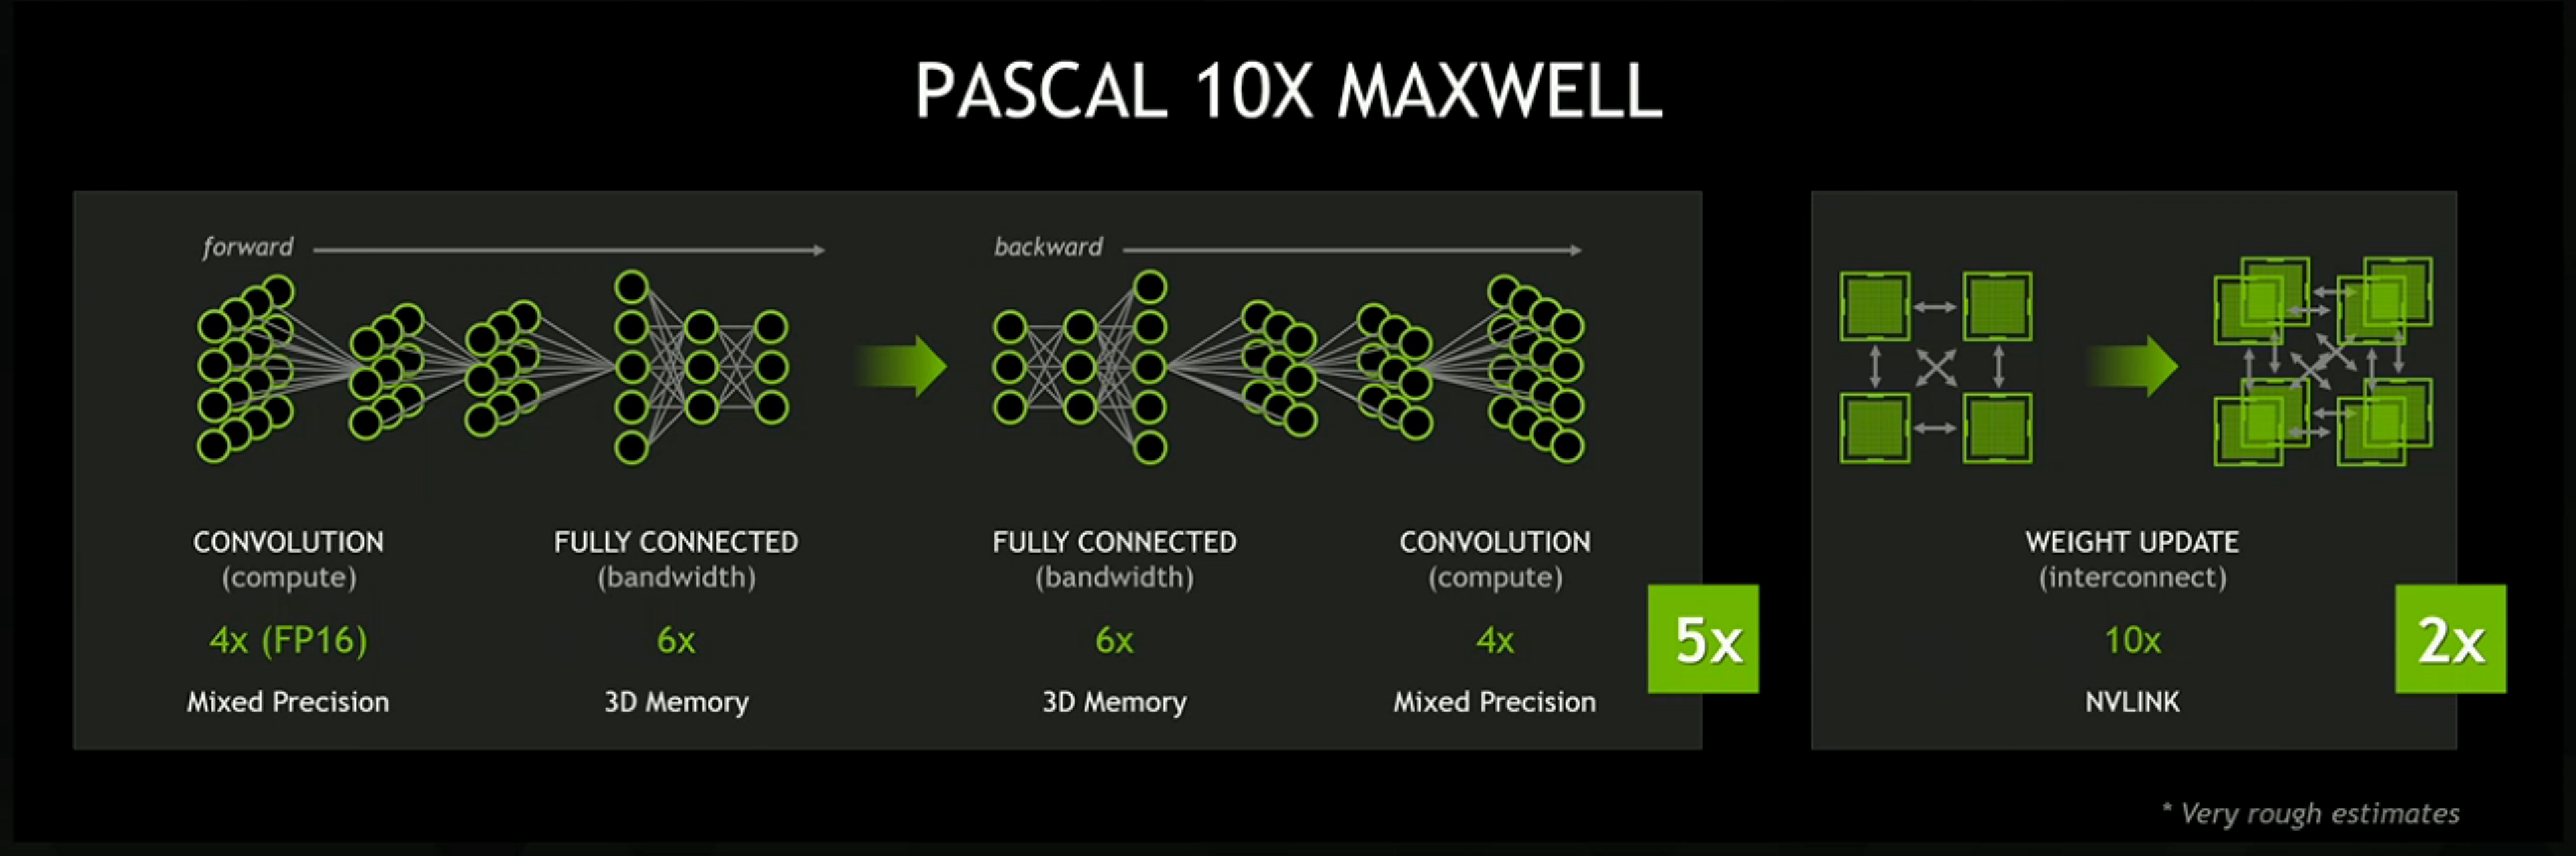 PASCAL 10X MAXWELL
forward
backward
CONVOLUTION
(compute)
4x (FP16)
Mixed Precision
FULLY CONNECTED
(bandwidth)
6x
3D Memory
FULLY CONNECTED
(bandwidth)
6x
3D Memory
CONVOLUTION
(compute)
4x
Mixed Precision
5x
WEIGHT UPDATE
(interconnect)
10x
NVLINK
2x
* Very rough estimates